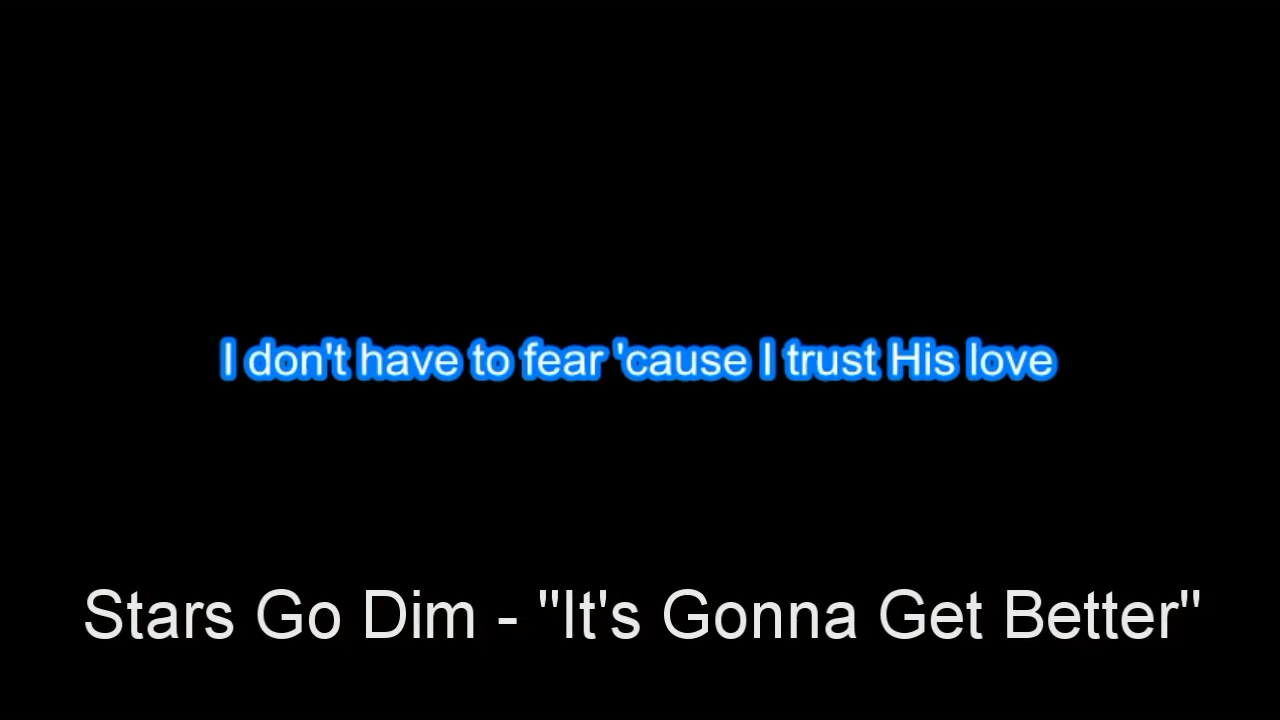 I don't have to fear 'cause I trust His love
Stars Go Dim - "It's Gonna Get Better"